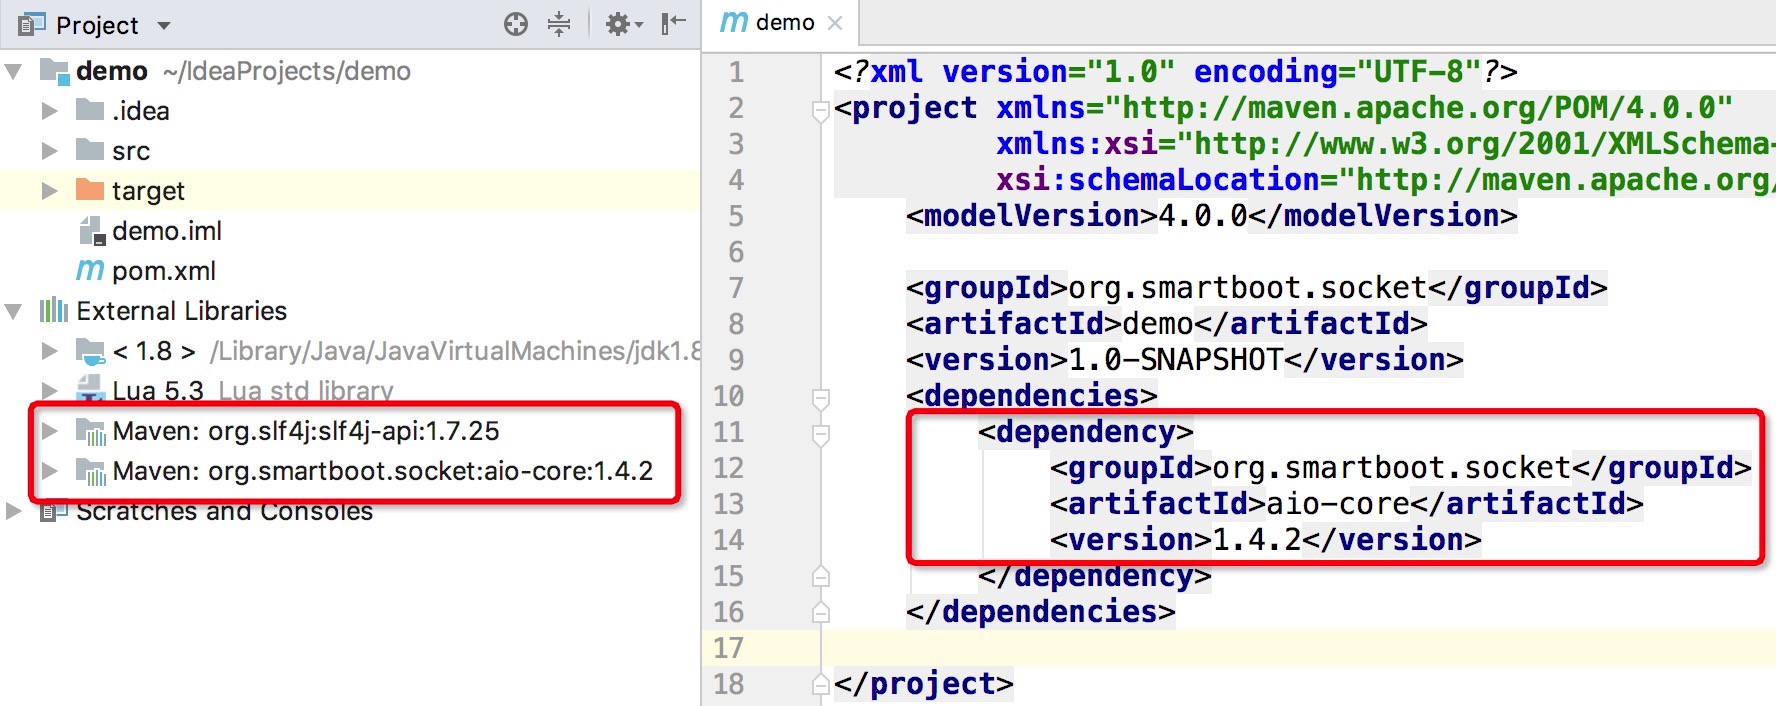 Project
demo ~/IdeaProjects/demo
.idea
src
target
demo.iml
pom.xml
External Libraries
< 1.8 > /Library/Java/JavaVirtualMachines/jdk1.8
Lua 5.3 Lua std library
Maven: org.slf4j:slf4j-api:1.7.25
Maven: org.smartboot.socket:aio-core:1.4.2
Scratches and Consoles
demo
1 <?xml version="1.0" encoding="UTF-8"?>
2 <project xmlns="http://maven.apache.org/POM/4.0.0"
3 xmlns:xsi="http://www.w3.org/2001/XMLSchema-
4 xsi:schemaLocation="http://maven.apache.org/
5 <modelVersion>4.0.0</modelVersion>
6
7 <groupId>org.smartboot.socket</groupId>
8 <artifactId>demo</artifactId>
9 <version>1.0-SNAPSHOT</version>
10 <dependencies>
11 <dependency>
12 <groupId>org.smartboot.socket</groupId>
13 <artifactId>aio-core</artifactId>
14 <version>1.4.2</version>
15 </dependency>
16 </dependencies>
17
18 </project>